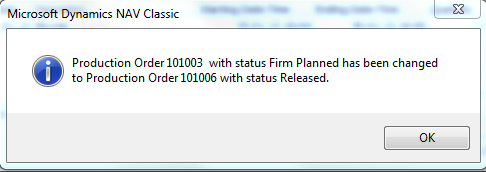 Microsoft Dynamics NAV Classic
Production Order 101003 with status Firm Planned has been changed
to Production Order 101006 with status Released.
OK